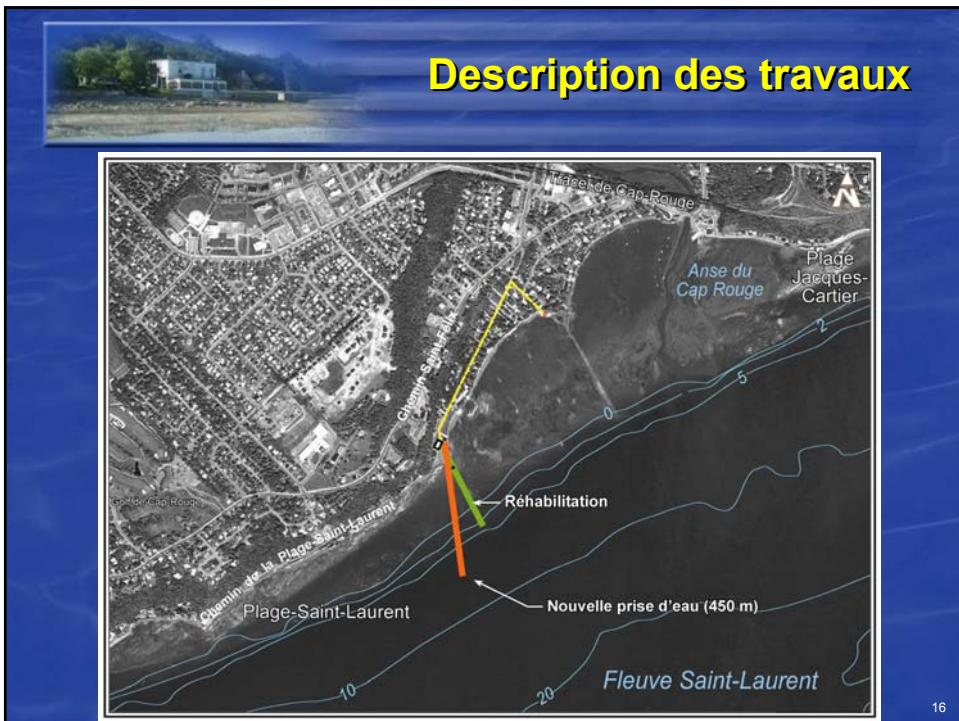 Description des travaux
Tracel de Cap-Rouge
N
Anse du
Cap Rouge
Plage
Jacques-
Cartier
2
5
0
Chemin Saint-Félix
Réhabilitation
Golf de Cap-Rouge
Chemin de la Plage-Saint-Laurent
Nouvelle prise d'eau (450 m)
Plage-Saint-Laurent
10
20
Fleuve Saint-Laurent
16